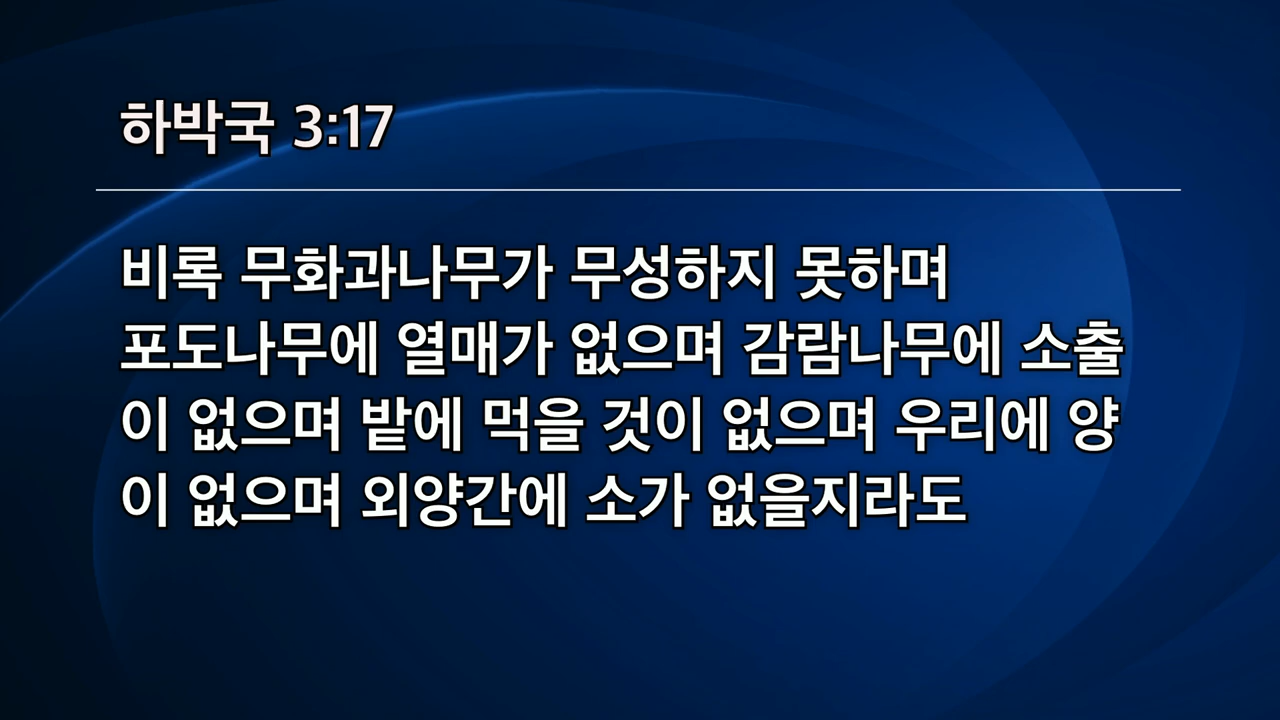 하박국 3:17
비록 무화과나무가 무성하지 못하며
포도나무에 열매가 없으며 감람나무에 소출
이 없으며 밭에 먹을 것이 없으며 우리에 양
이 없으며 외양간에 소가 없을지라도